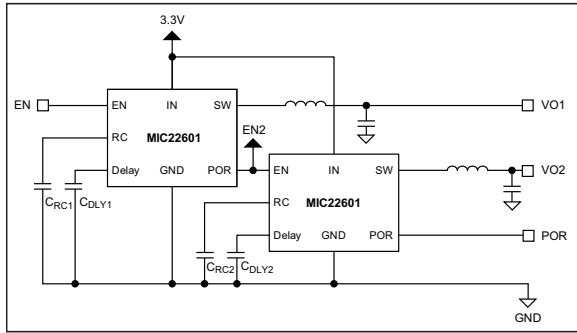 3.3V
EN
EN IN SW
VO1
RC
MIC22601
EN2
Delay GND POR
EN IN SW
VO2
CRC1 CDLY1
RC
MIC22601
Delay GND POR
POR
CRC2 CDLY2
GND